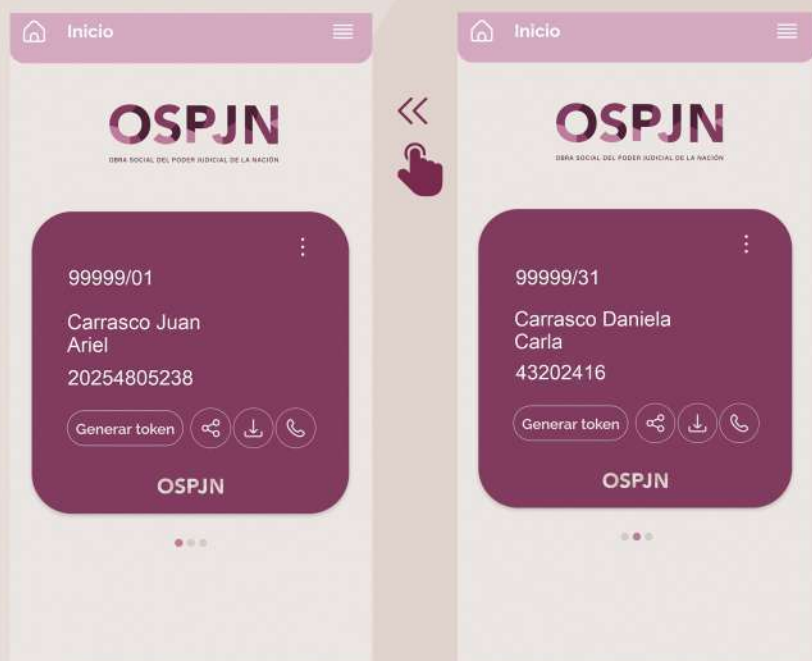 Inicio
OSPJN
OBRA SOCIAL DEL PODER JUDICIAL DE LA NACIÓN
99999/01
Carrasco Juan
Ariel
20254805238
Generar token
OSPJN
Inicio
OSPJN
OBRA SOCIAL DEL PODER JUDICIAL DE LA NACIÓN
99999/31
Carrasco Daniela
Carla
43202416
Generar token
OSPJN